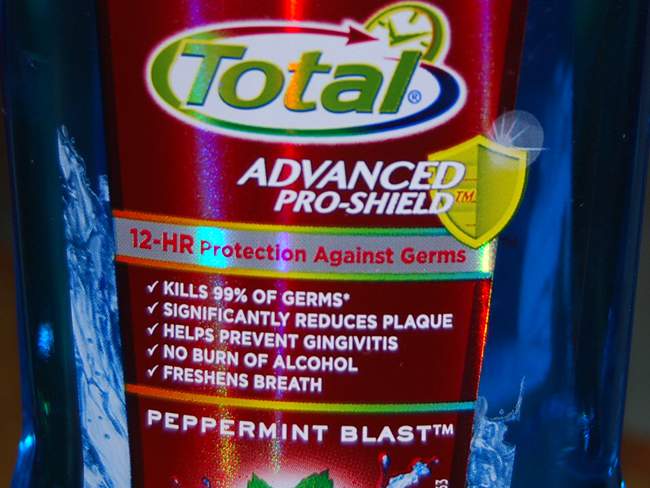 Total®
ADVANCED
PRO-SHIELD™
12-HR Protection Against Germs
✓ KILLS 99% OF GERMS*
✓ SIGNIFICANTLY REDUCES PLAQUE
✓ HELPS PREVENT GINGIVITIS
✓ NO BURN OF ALCOHOL
✓ FRESHENS BREATH
PEPPERMINT BLAST™